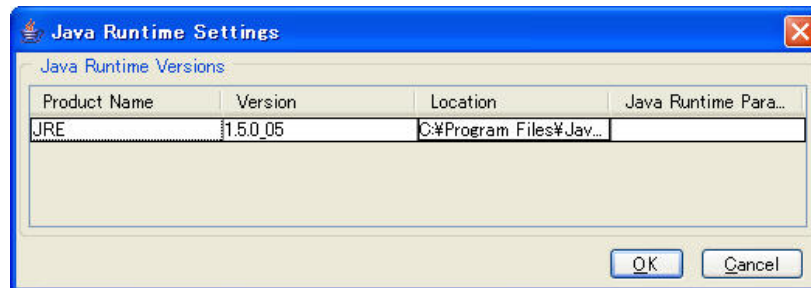 Java Runtime Settings
Java Runtime Versions
Product Name Version Location Java Runtime Para...
JRE 1.5.0_05 C:¥Program Files¥Jav...
OK Cancel